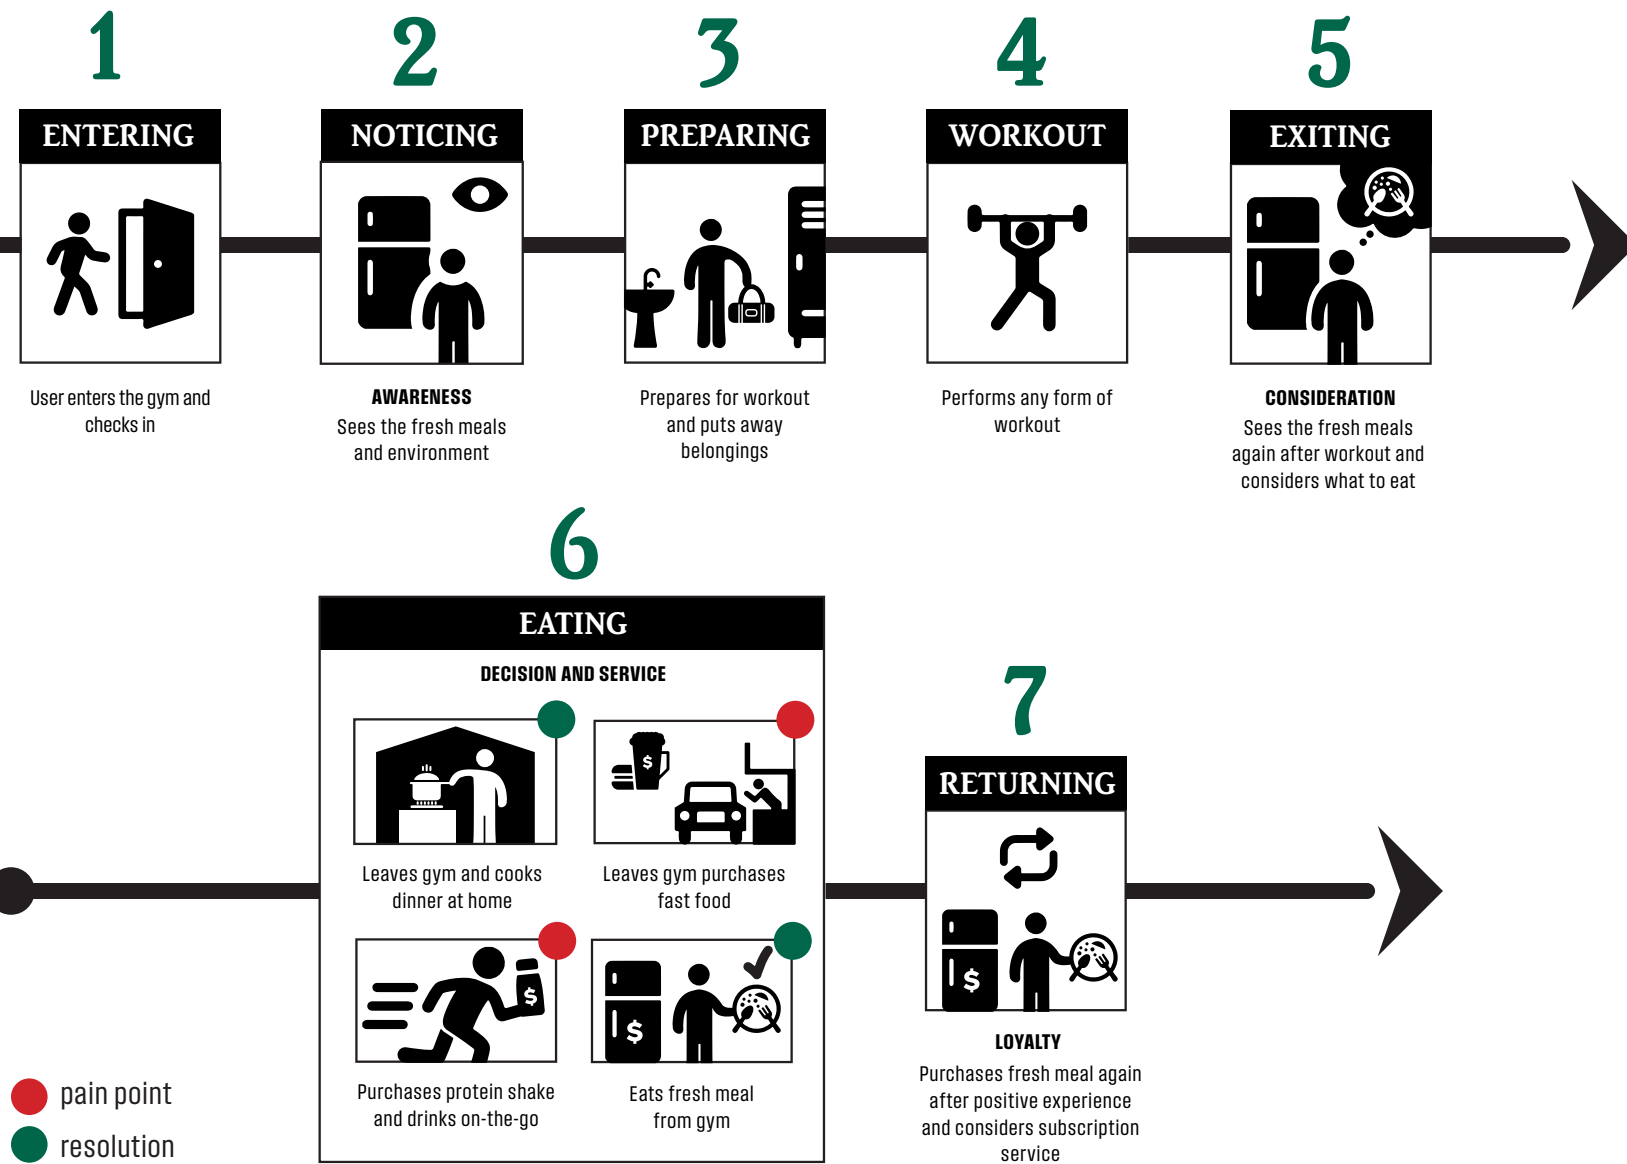 1
ENTERING
User enters the gym and
checks in
2
NOTICING
AWARENESS
Sees the fresh meals
and environment
3
PREPARING
Prepares for workout
and puts away
belongings
4
WORKOUT
Performs any form of
workout
5
EXITING
CONSIDERATION
Sees the fresh meals
again after workout and
considers what to eat
6
EATING
DECISION AND SERVICE
Leaves gym and cooks
dinner at home
$
Leaves gym purchases
fast food
$
Purchases protein shake
and drinks on-the-go
$
Eats fresh meal
from gym
7
RETURNING
$
LOYALTY
Purchases fresh meal again
after positive experience
and considers subscription
service
pain point
resolution